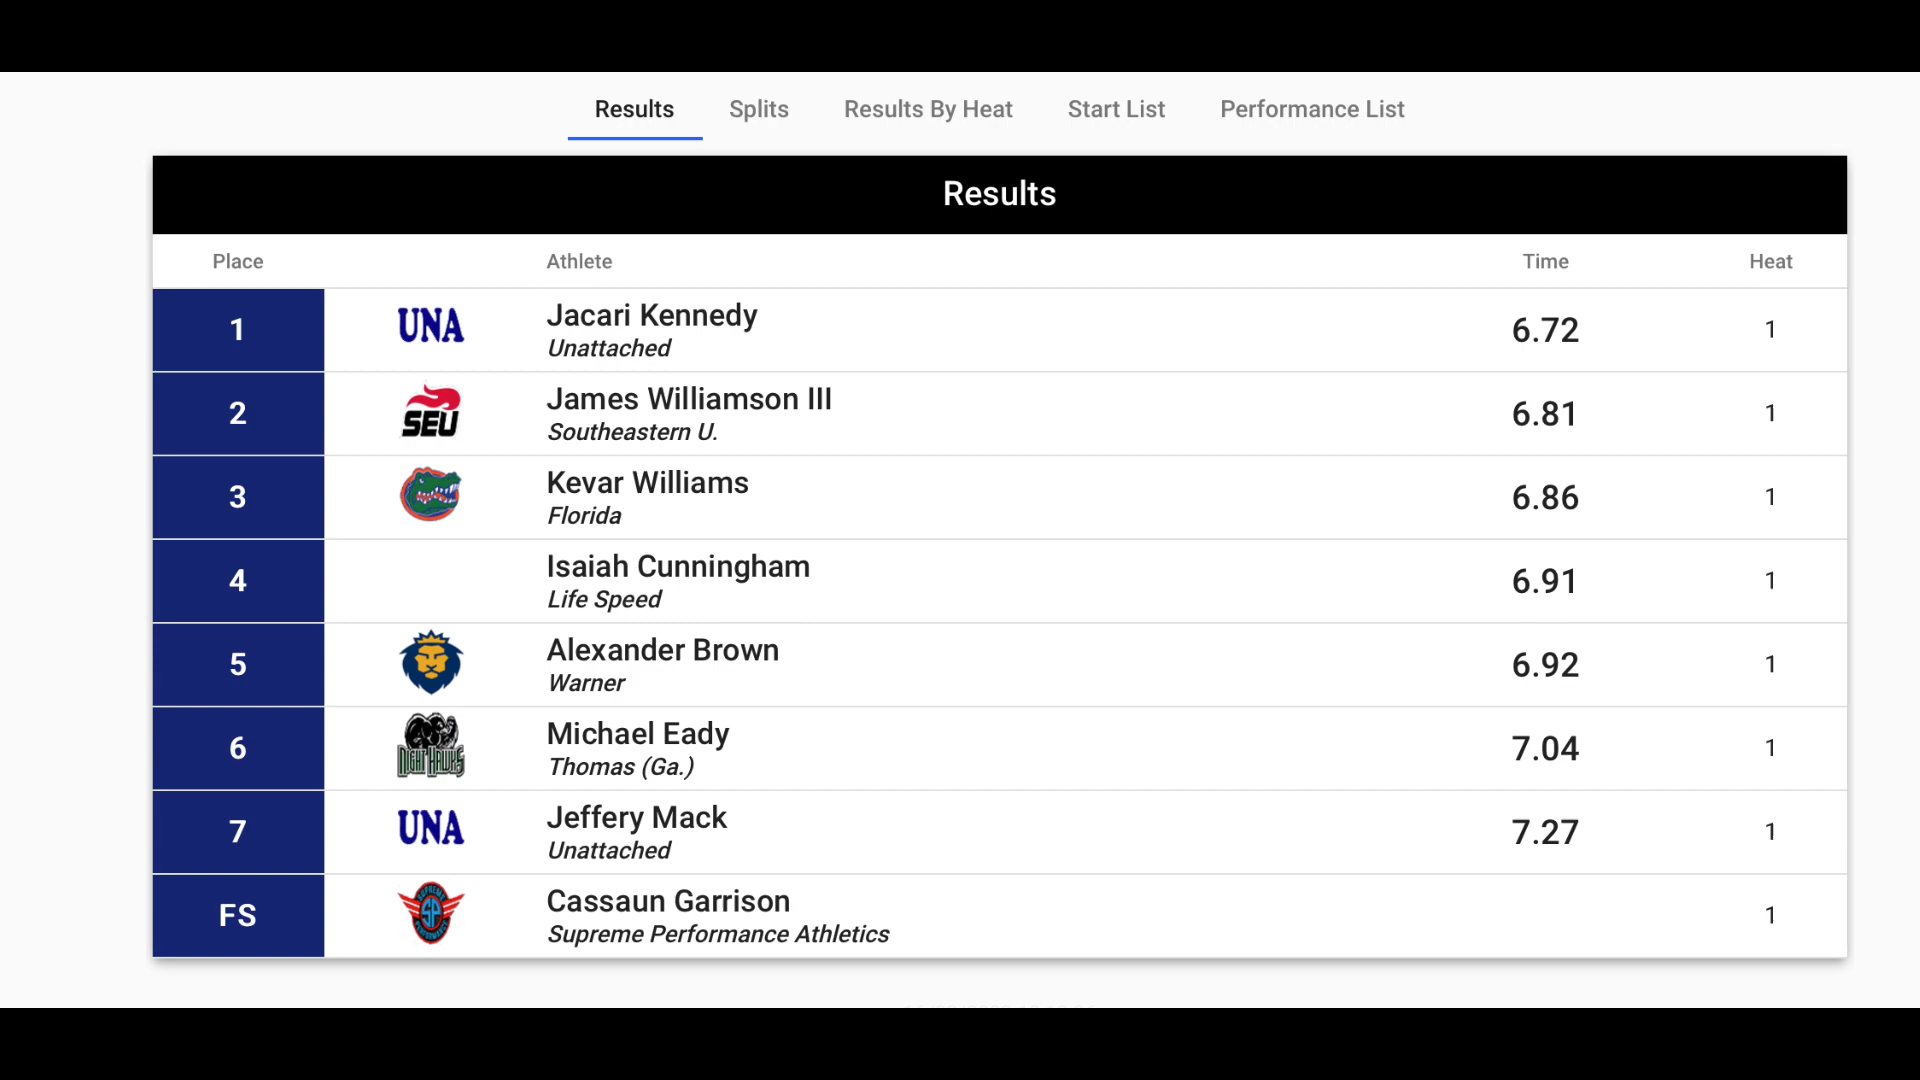 Results Splits Results By Heat Start List Performance List
Results
Place Athlete Time Heat
1 UNA Jacari Kennedy 6.72 1
Unattached
2 SEU James Williamson III 6.81 1
Southeastern U.
3 Kevar Williams 6.86 1
Florida
4 Isaiah Cunningham 6.91 1
Life Speed
5 Alexander Brown 6.92 1
Warner
6 NIGHT HAWKS Michael Eady 7.04 1
Thomas (Ga.)
7 UNA Jeffery Mack 7.27 1
Unattached
FS SP Cassaun Garrison 1
Supreme Performance Athletics